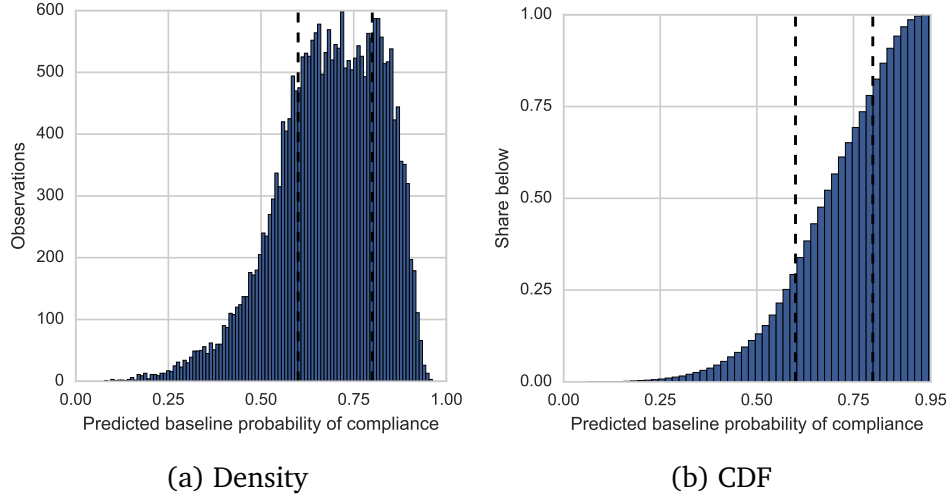 600
500
400
300
200
100
0
Observations
0.00 0.25 0.50 0.75 1.00
Predicted baseline probability of compliance
(a) Density
1.00
0.75
0.50
0.25
0.00
Share below
0.00 0.25 0.50 0.75 0.95
Predicted baseline probability of compliance
(b) CDF